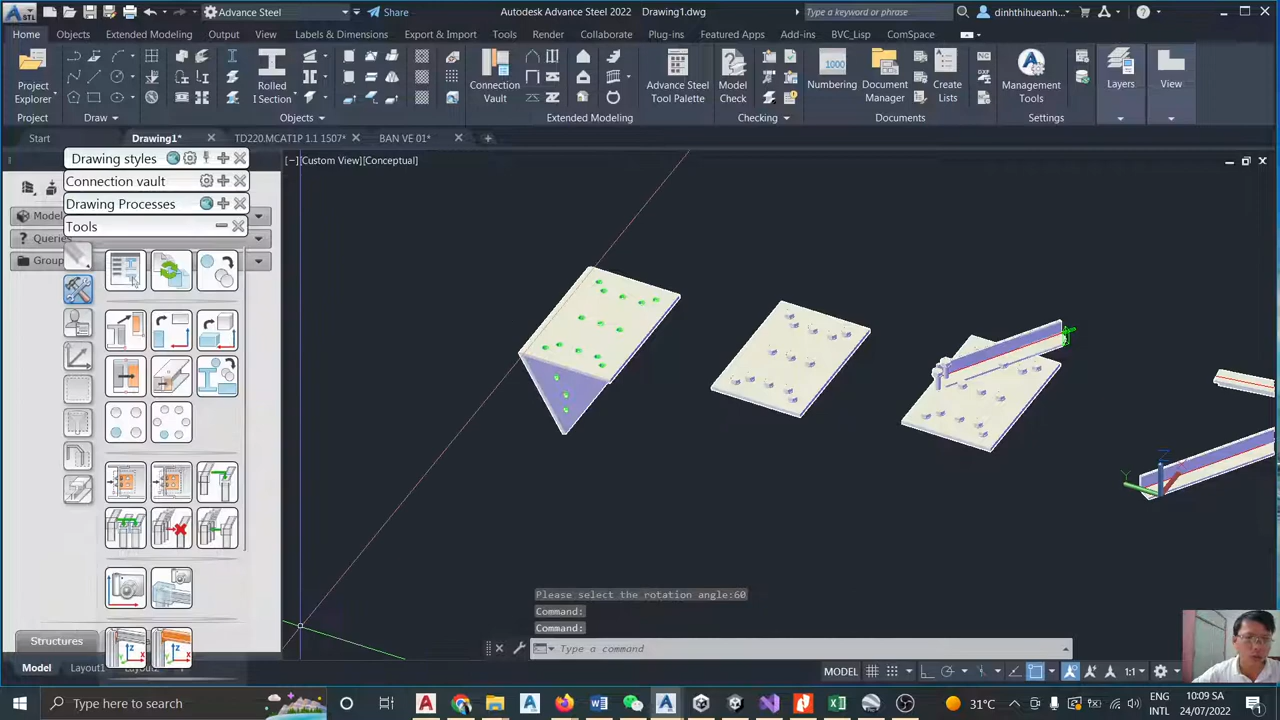 STL
Advance Steel
Share
Autodesk Advance Steel 2022 Drawing1.dwg
Type a keyword or phrase
dinhthihueanh...
Home Objects Extended Modeling Output View Labels & Dimensions Export & Import Tools Render Collaborate Plug-ins Featured Apps Add-ins BVC_Lisp ComSpace
Project Explorer
Rolled I Section
Connection Vault
Advance Steel Tool Palette
Model Check
1000
Numbering
Document Manager
Create Lists
Management Tools
Layers
View
Project Draw Objects Extended Modeling Checking Documents Settings
Start Drawing1* TD220.MCAT1P 1.1 1507* BAN VE 01*
Drawing styles
[−][Custom View][Conceptual]
Connection vault
Drawing Processes
Model
Tools
Queries
Group
Y
Z
Please select the rotation angle:60
Command:
Command:
Type a command
Structures
Model Layout1 Layout2
MODEL
1:1
Type here to search
31°C
ENG
INTL
10:09 SA
24/07/2022